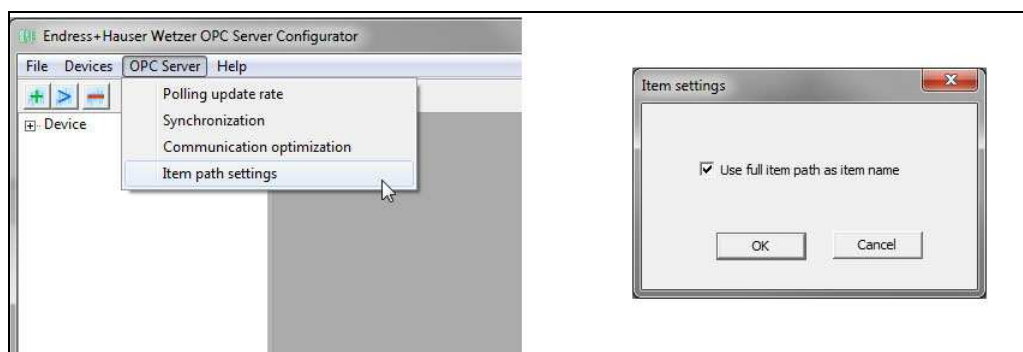 Endress+Hauser Wetzer OPC Server Configurator
File Devices OPC Server Help
Polling update rate
Device
Synchronization
Communication optimization
Item path settings
Item settings
Use full item path as item name
OK Cancel